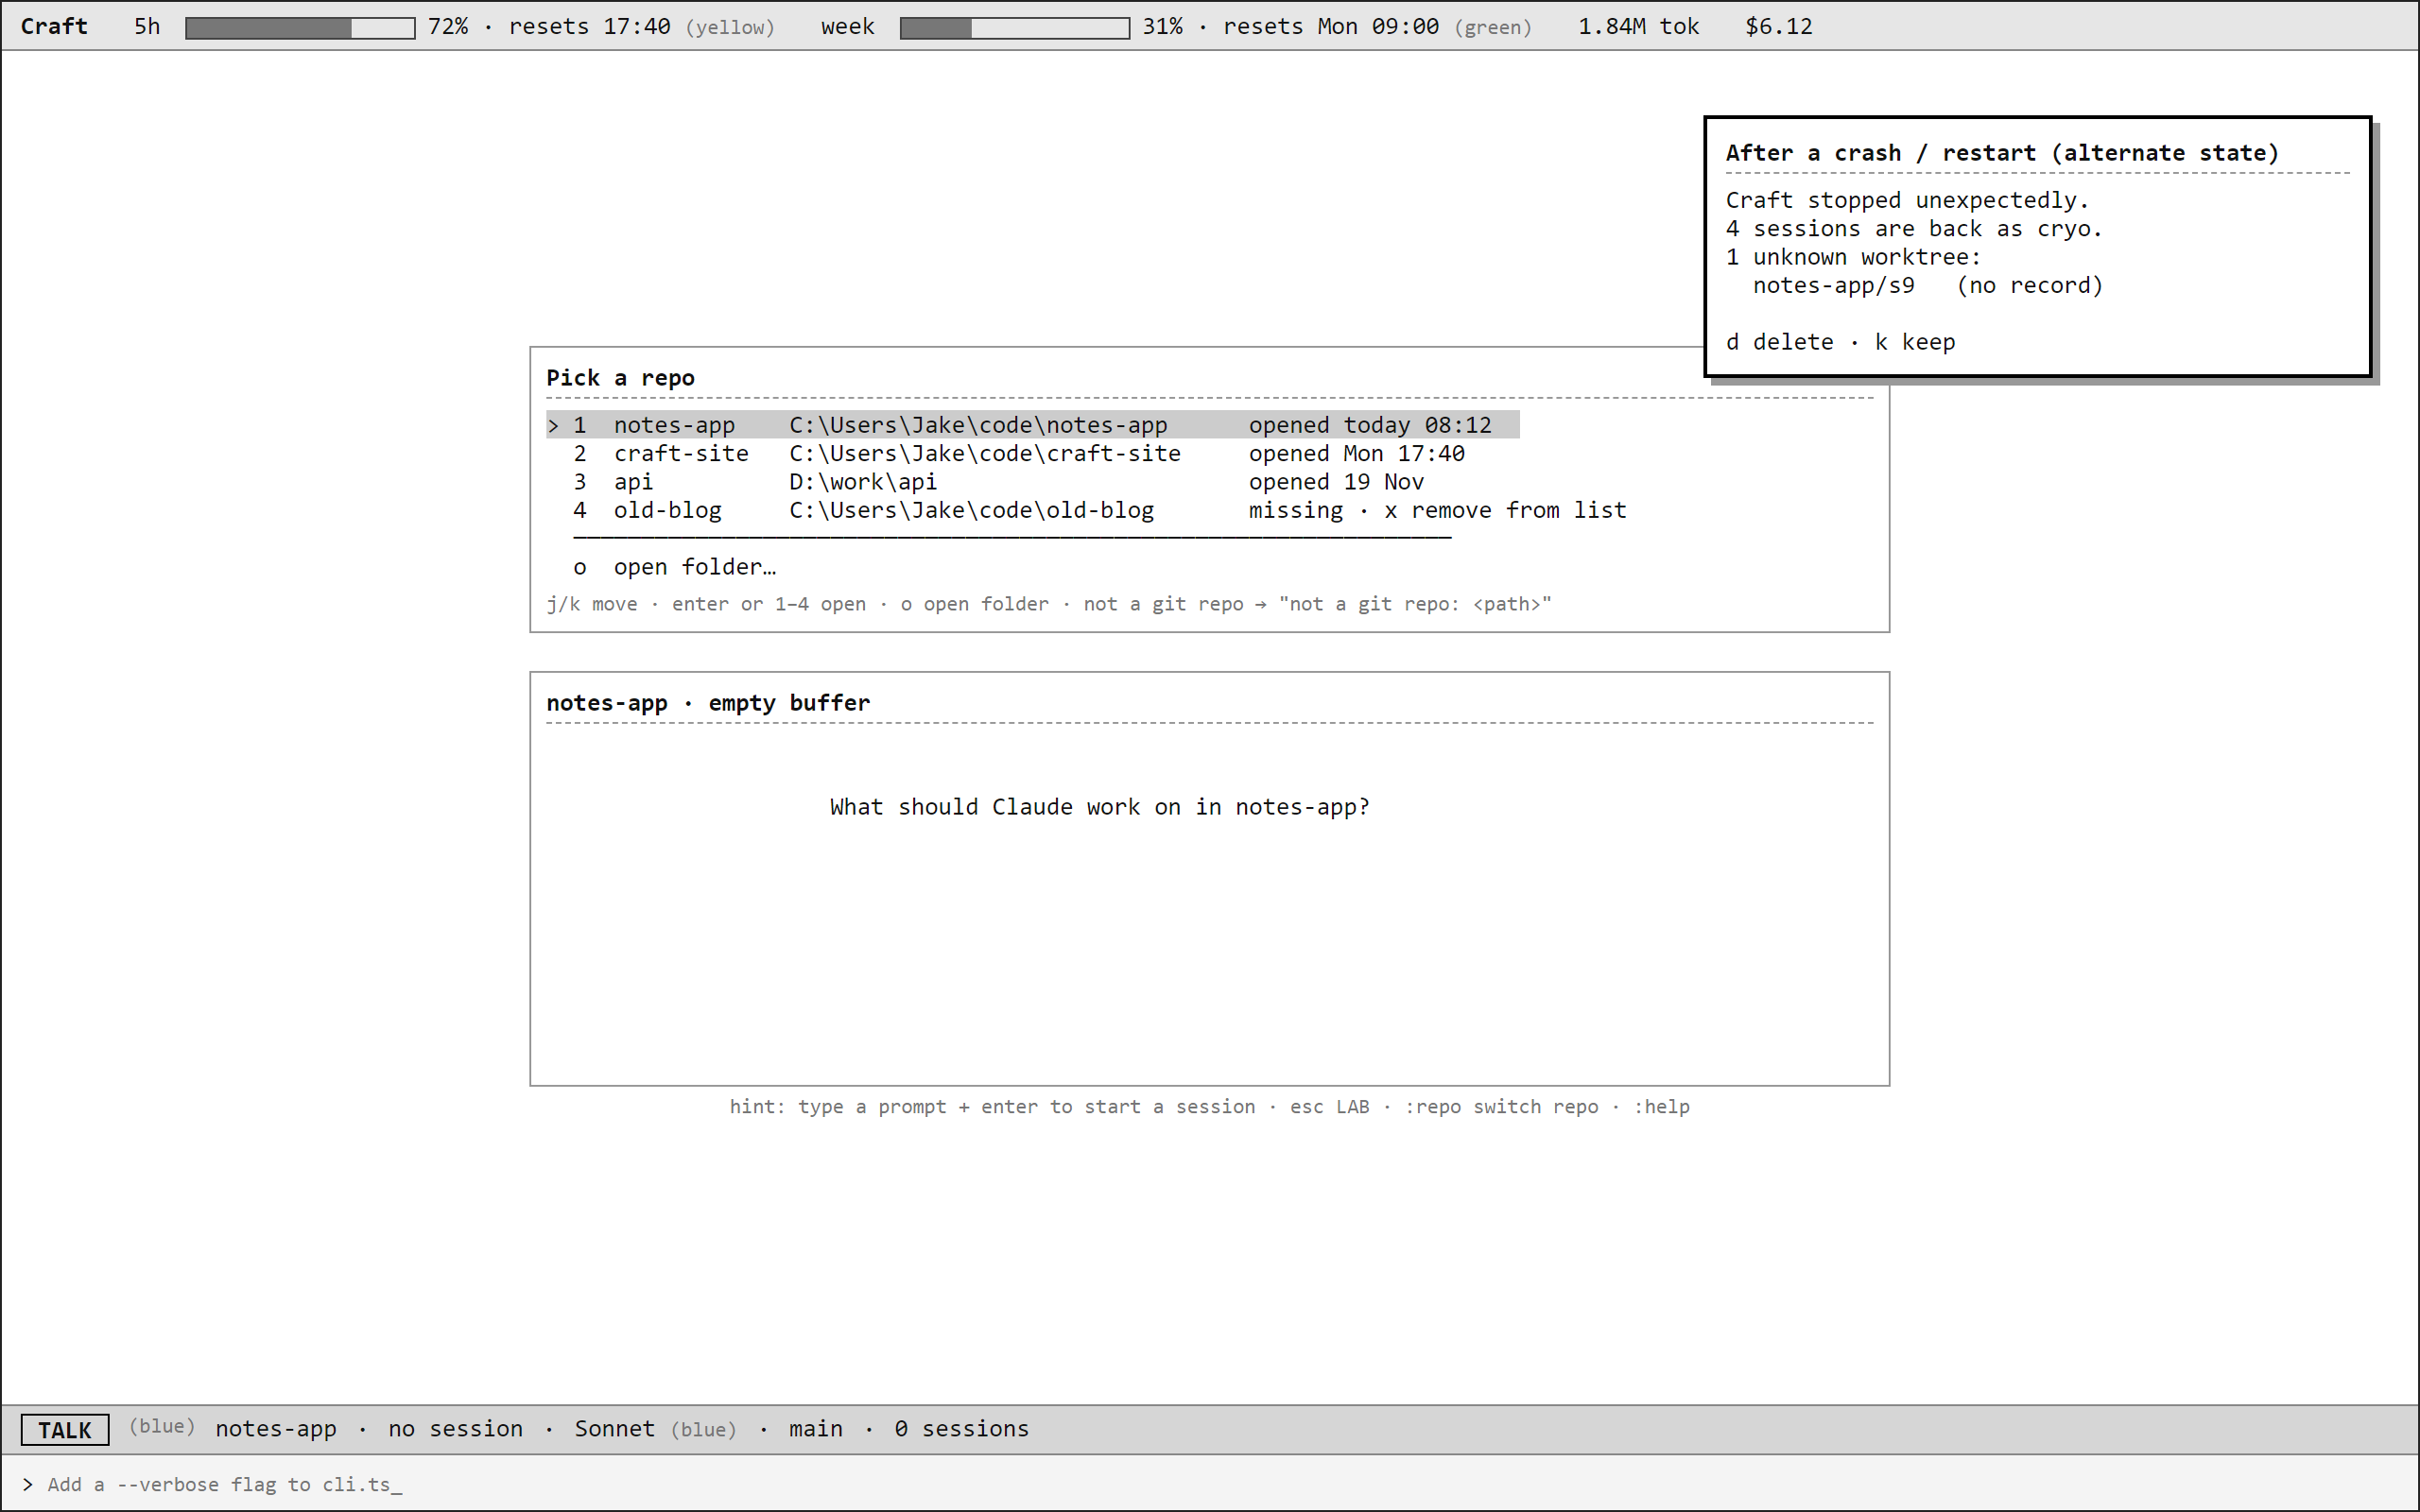 Craft 5h 72% · resets 17:40 (yellow) week 31% · resets Mon 09:00 (green) 1.84M tok $6.12
After a crash / restart (alternate state)
Craft stopped unexpectedly.
4 sessions are back as cryo.
1 unknown worktree:
notes-app/s9 (no record)
d delete · k keep
Pick a repo
> 1 notes-app C:\Users\Jake\code\notes-app opened today 08:12
2 craft-site C:\Users\Jake\code\craft-site opened Mon 17:40
3 api D:\work\api opened 19 Nov
4 old-blog C:\Users\Jake\code\old-blog missing · x remove from list
o open folder…
j/k move · enter or 1–4 open · o open folder · not a git repo → "not a git repo: <path>"
notes-app · empty buffer
What should Claude work on in notes-app?
hint: type a prompt + enter to start a session · esc LAB · :repo switch repo · :help
TALK (blue) notes-app · no session · Sonnet (blue) · main · 0 sessions
> Add a --verbose flag to cli.ts_